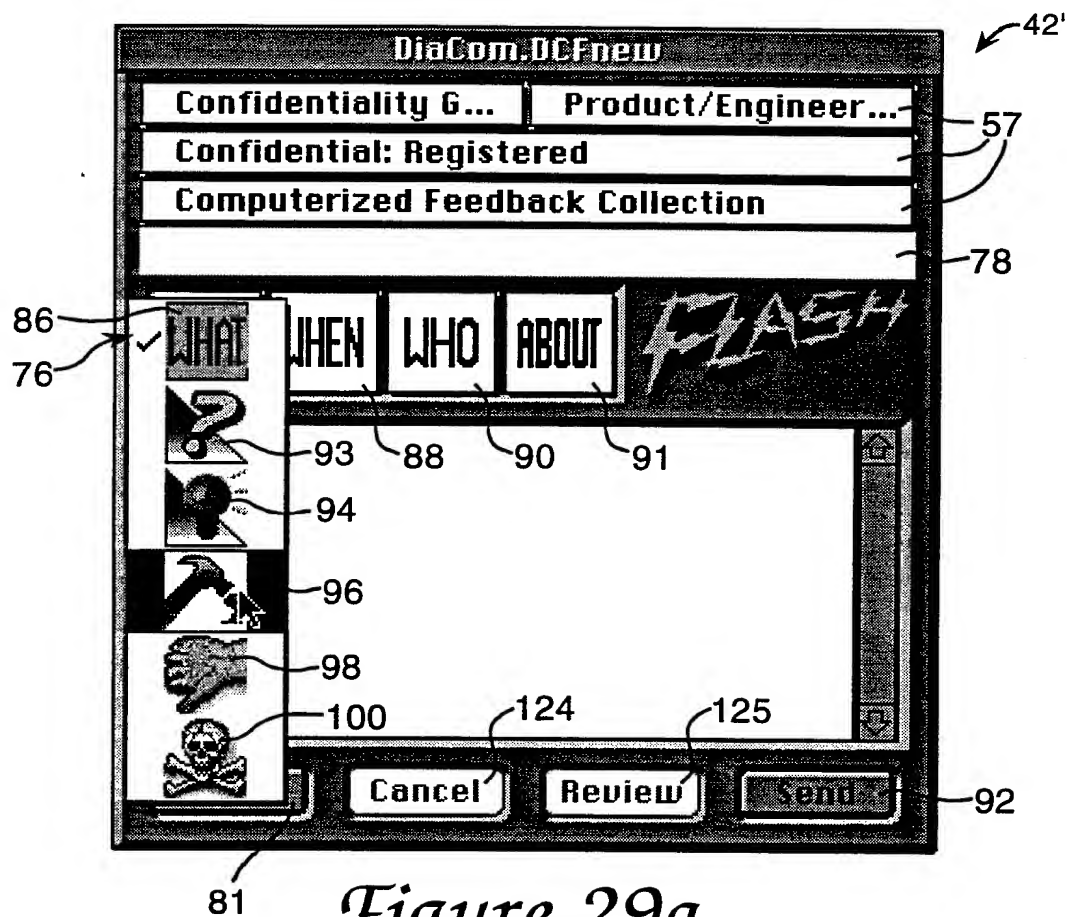 42'
DiaCom.DCFnew
Confidentiality G... Product/Engineer...
57
Confidential: Registered
Computerized Feedback Collection
78
86 WHAT WHEN WHO ABOUT FLASH
76
93 88 90 91
94
96
98
100 124 125
Cancel Review Send 92
81
Figure 29a